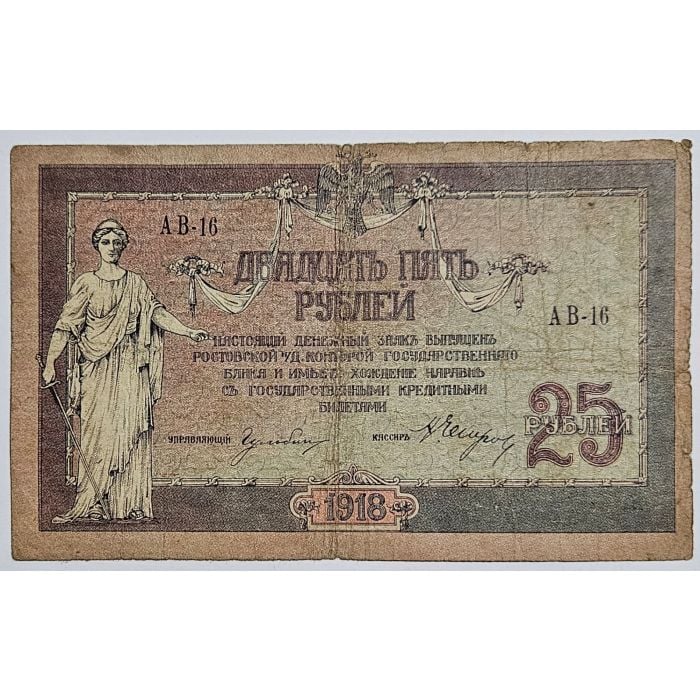 АВ-16
ДВАДЦАТЬ ПЯТЬ
РУБЛЕЙ
АВ-16
НАСТОЯЩІЙ ДЕНЕЖНЫЙ ЗНАКЪ ВЫПУЩЕНЪ
РОСТОВСКОЙ Н/Д. КОНТОРОЙ ГОСУДАРСТВЕННАГО
БАНКА И ИМѢЕТЪ ХОЖДЕНІЕ НАРАВНѢ
СЪ ГОСУДАРСТВЕННЫМИ КРЕДИТНЫМИ
БИЛЕТАМИ
25
РУБЛЕЙ
УПРАВЛЯЮЩІЙ КАССИРЪ
1918